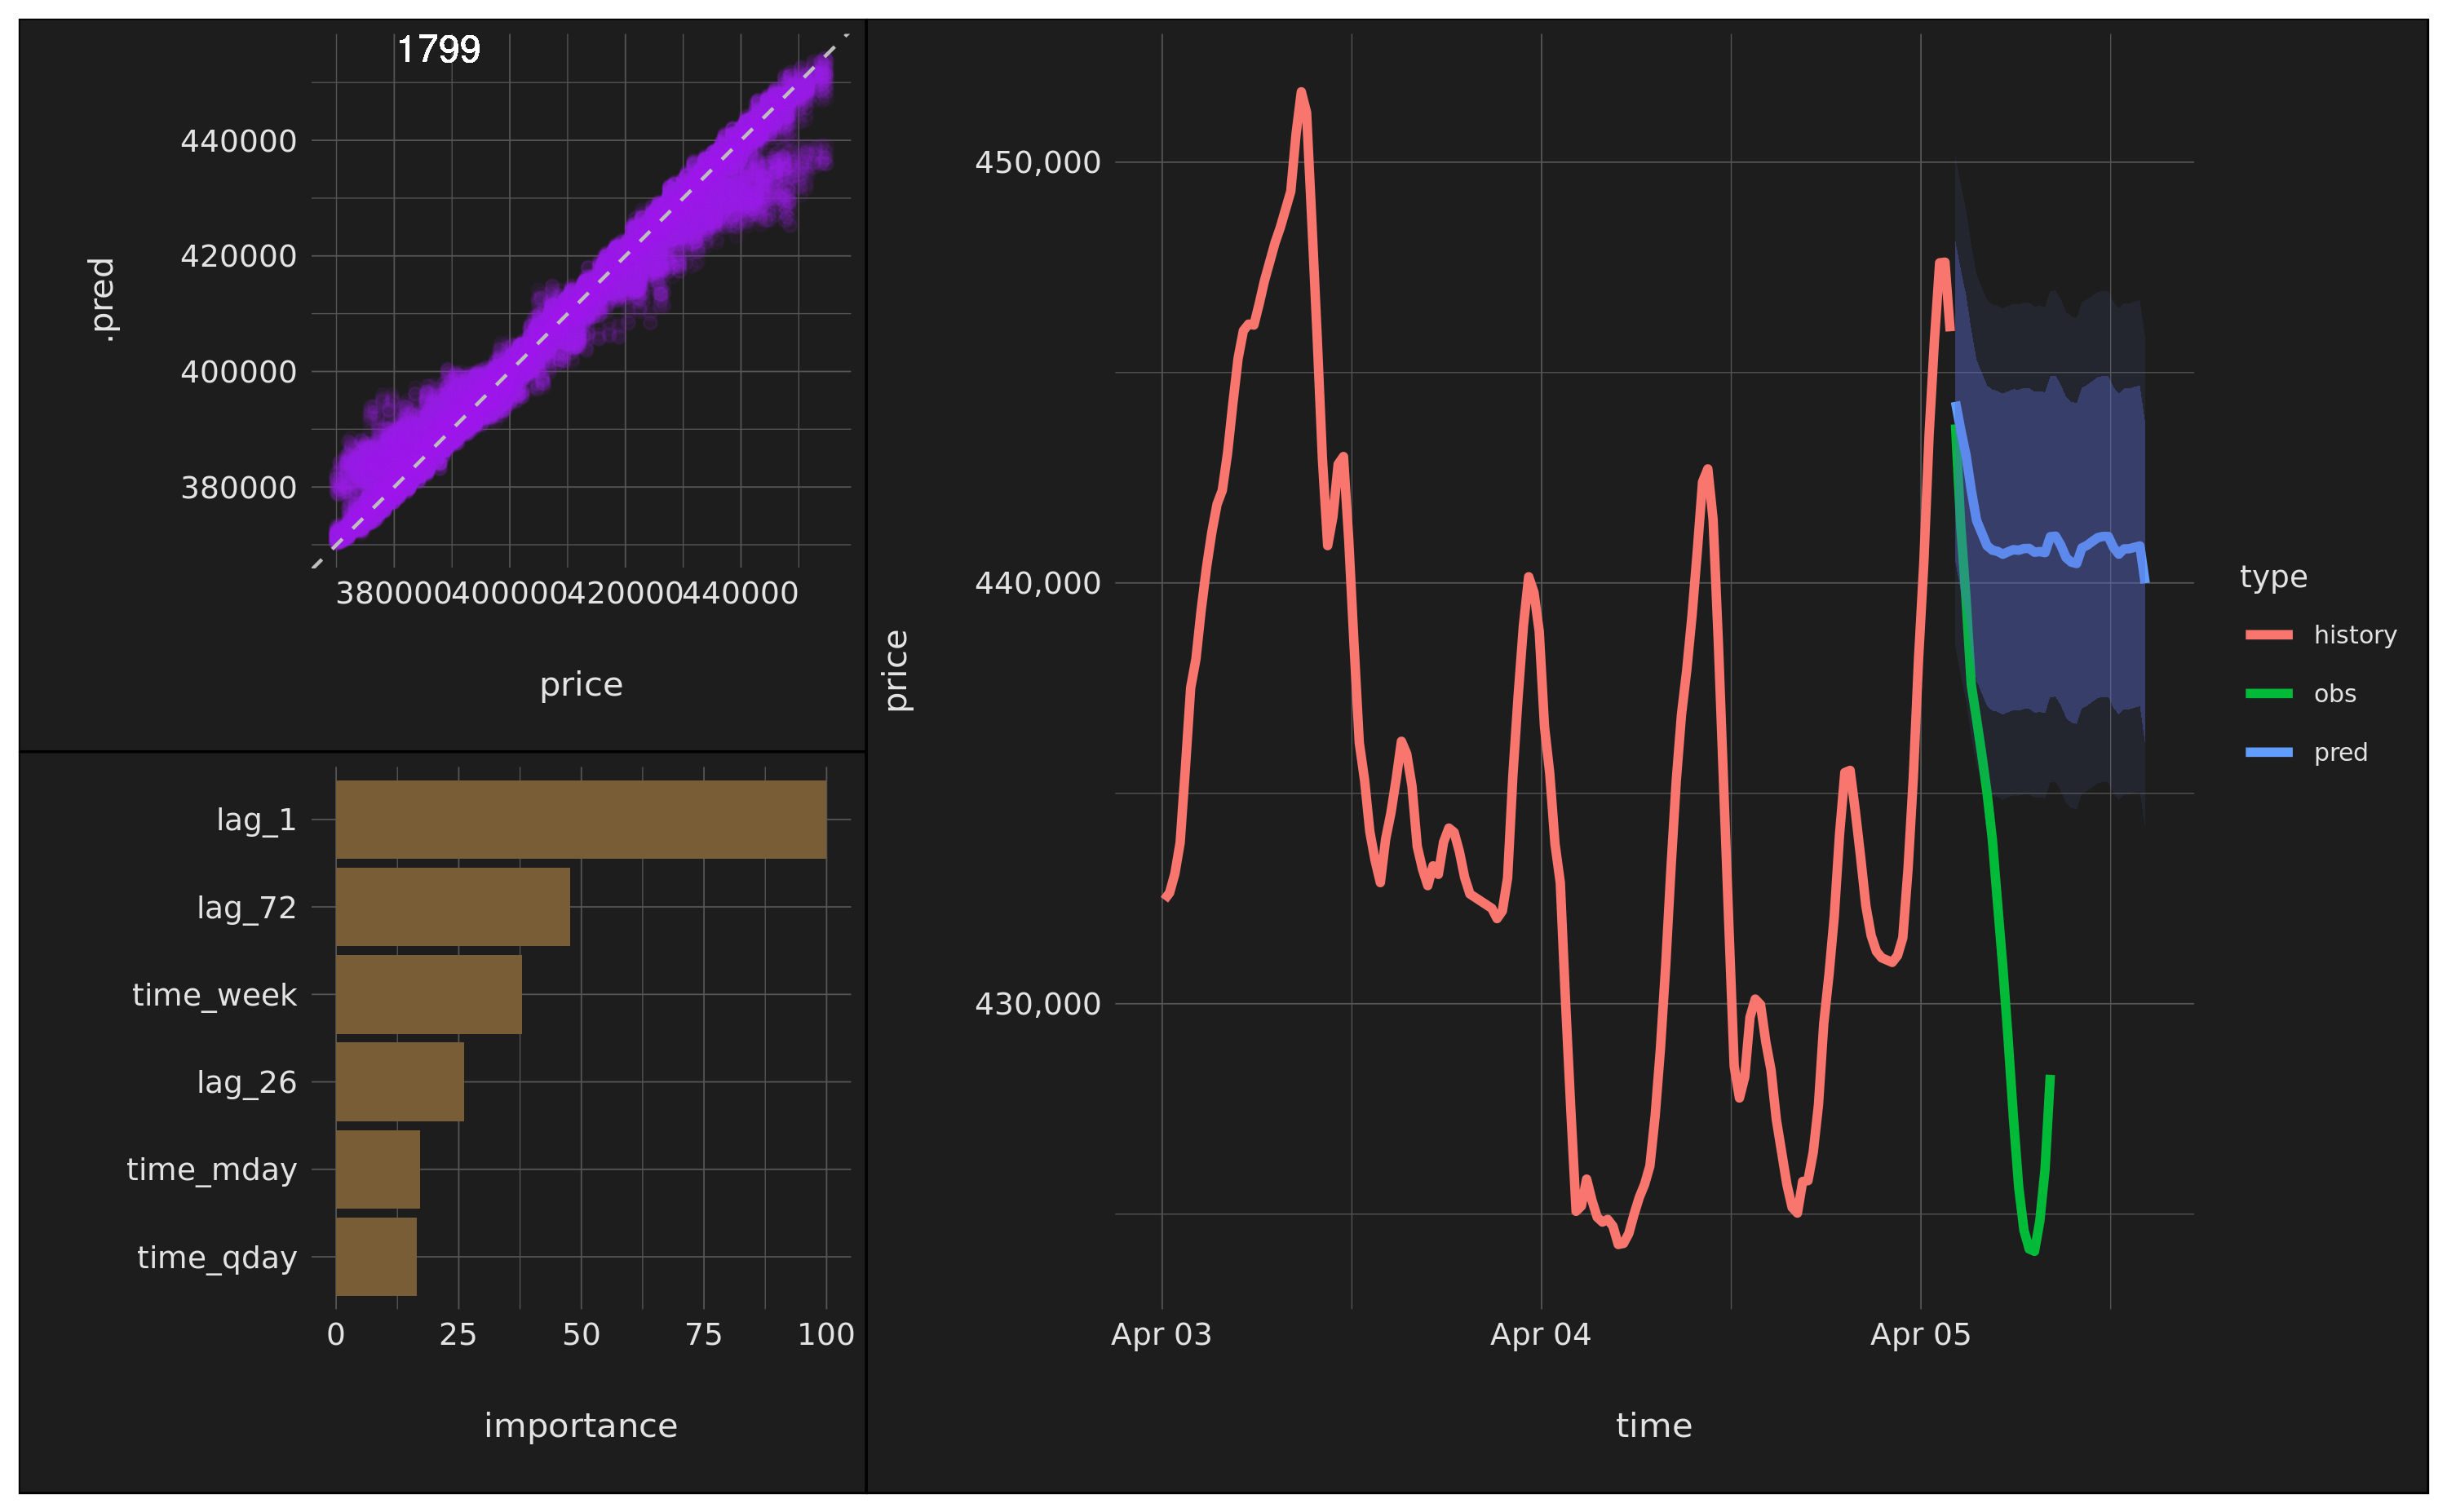 1799
440000
420000
400000
380000
.pred
380000400000420000440000
price
lag_1
lag_72
time_week
lag_26
time_mday
time_qday
0 25 50 75 100
importance
450,000
440,000
430,000
price
Apr 03 Apr 04 Apr 05
time
type
history
obs
pred